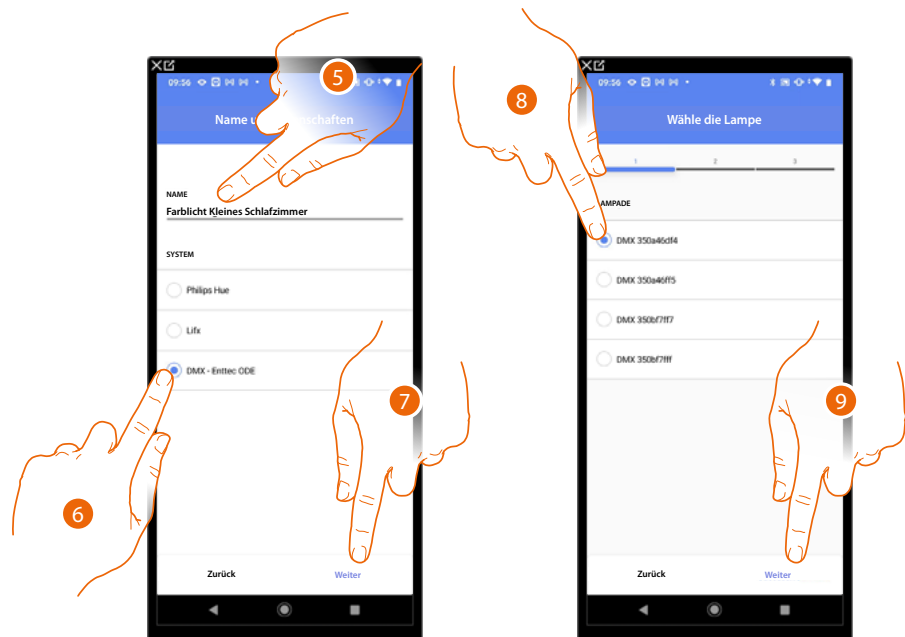 5
09:56
Name u schaften
NAME
Farblicht Kleines Schlafzimmer
SYSTEM
Philips Hue
Lifx
DMX - Enttec ODE
6
7
Zurück
Weiter
8
09:56
Wähle die Lampe
1 2 3
AMPADE
DMX 350a46df4
DMX 350a46ff5
DMX 350bf7ff7
DMX 350bf7fff
9
Zurück
Weiter